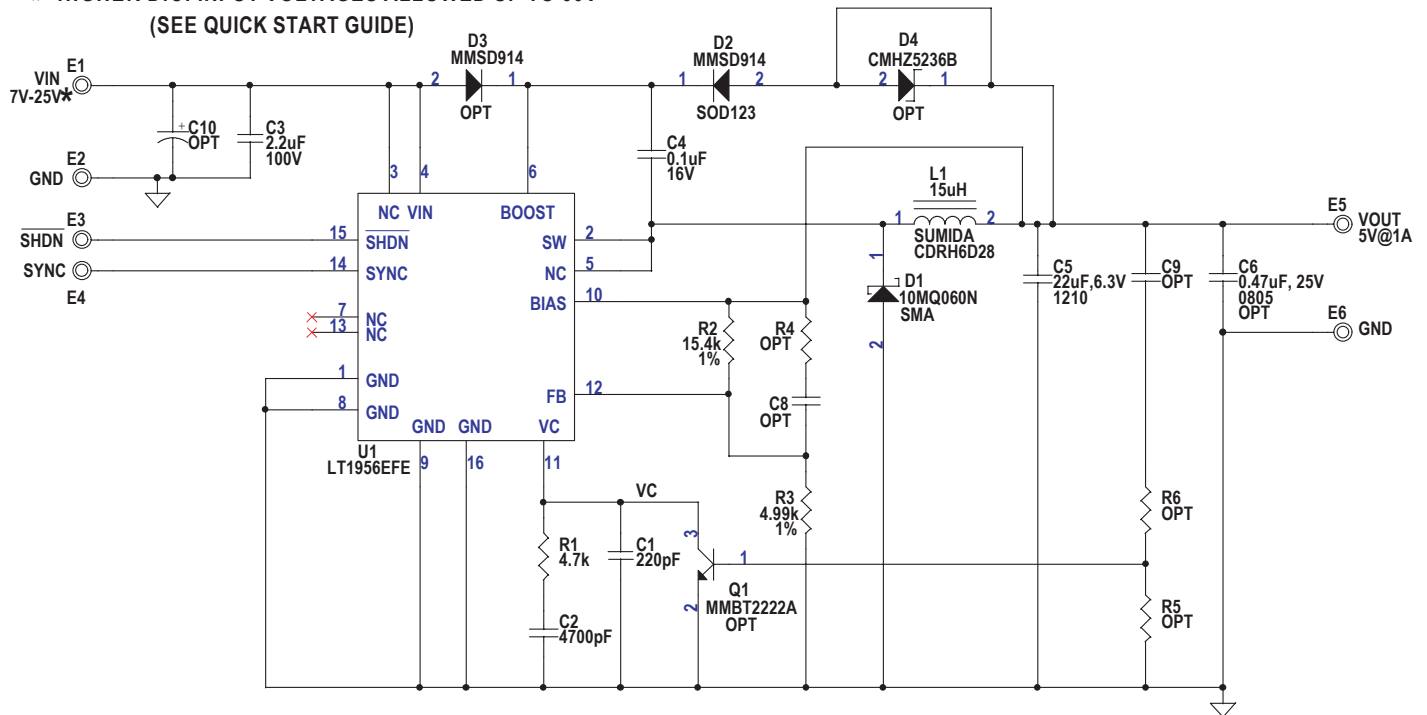 (SEE QUICK START GUIDE)
E1
VIN
7V-25V*
E2
GND
E3
SHDN
SYNC
E4
C10
OPT
+
C3
2.2uF
100V
D3
MMSD914
2
1
OPT
D2
MMSD914
1
2
SOD123
D4
CMHZ5236B
2
1
OPT
C4
0.1uF
16V
3
4
6
NC
VIN
BOOST
15
SHDN
14
SYNC
7
NC
13
NC
1
GND
8
GND
GND
GND
VC
9
16
11
SW
2
NC
5
BIAS
10
FB
12
U1
LT1956EFE
L1
15uH
1
2
SUMIDA
CDRH6D28
1
D1
10MQ060N
SMA
2
R2
15.4k
1%
R4
OPT
C8
OPT
R3
4.99k
1%
C5
22uF,6.3V
1210
C9
OPT
C6
0.47uF, 25V
0805
OPT
E5
VOUT
5V@1A
E6
GND
VC
R1
4.7k
C2
4700pF
C1
220pF
3
1
2
Q1
MMBT2222A
OPT
R6
OPT
R5
OPT